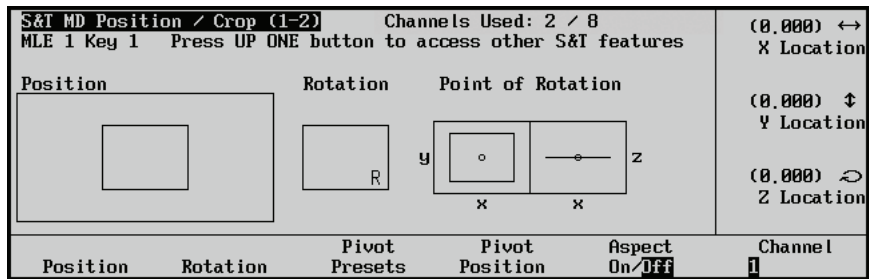 S&T MD Position / Crop (1-2) Channels Used: 2 / 8
MLE 1 Key 1 Press UP ONE button to access other S&T features
(0.000) ↔
X Location
Position Rotation Point of Rotation
(0.000) ↕
Y Location
y z
R
(0.000)
Z Location
x x
Position Rotation Pivot Presets Pivot Position Aspect On/Off Channel 1